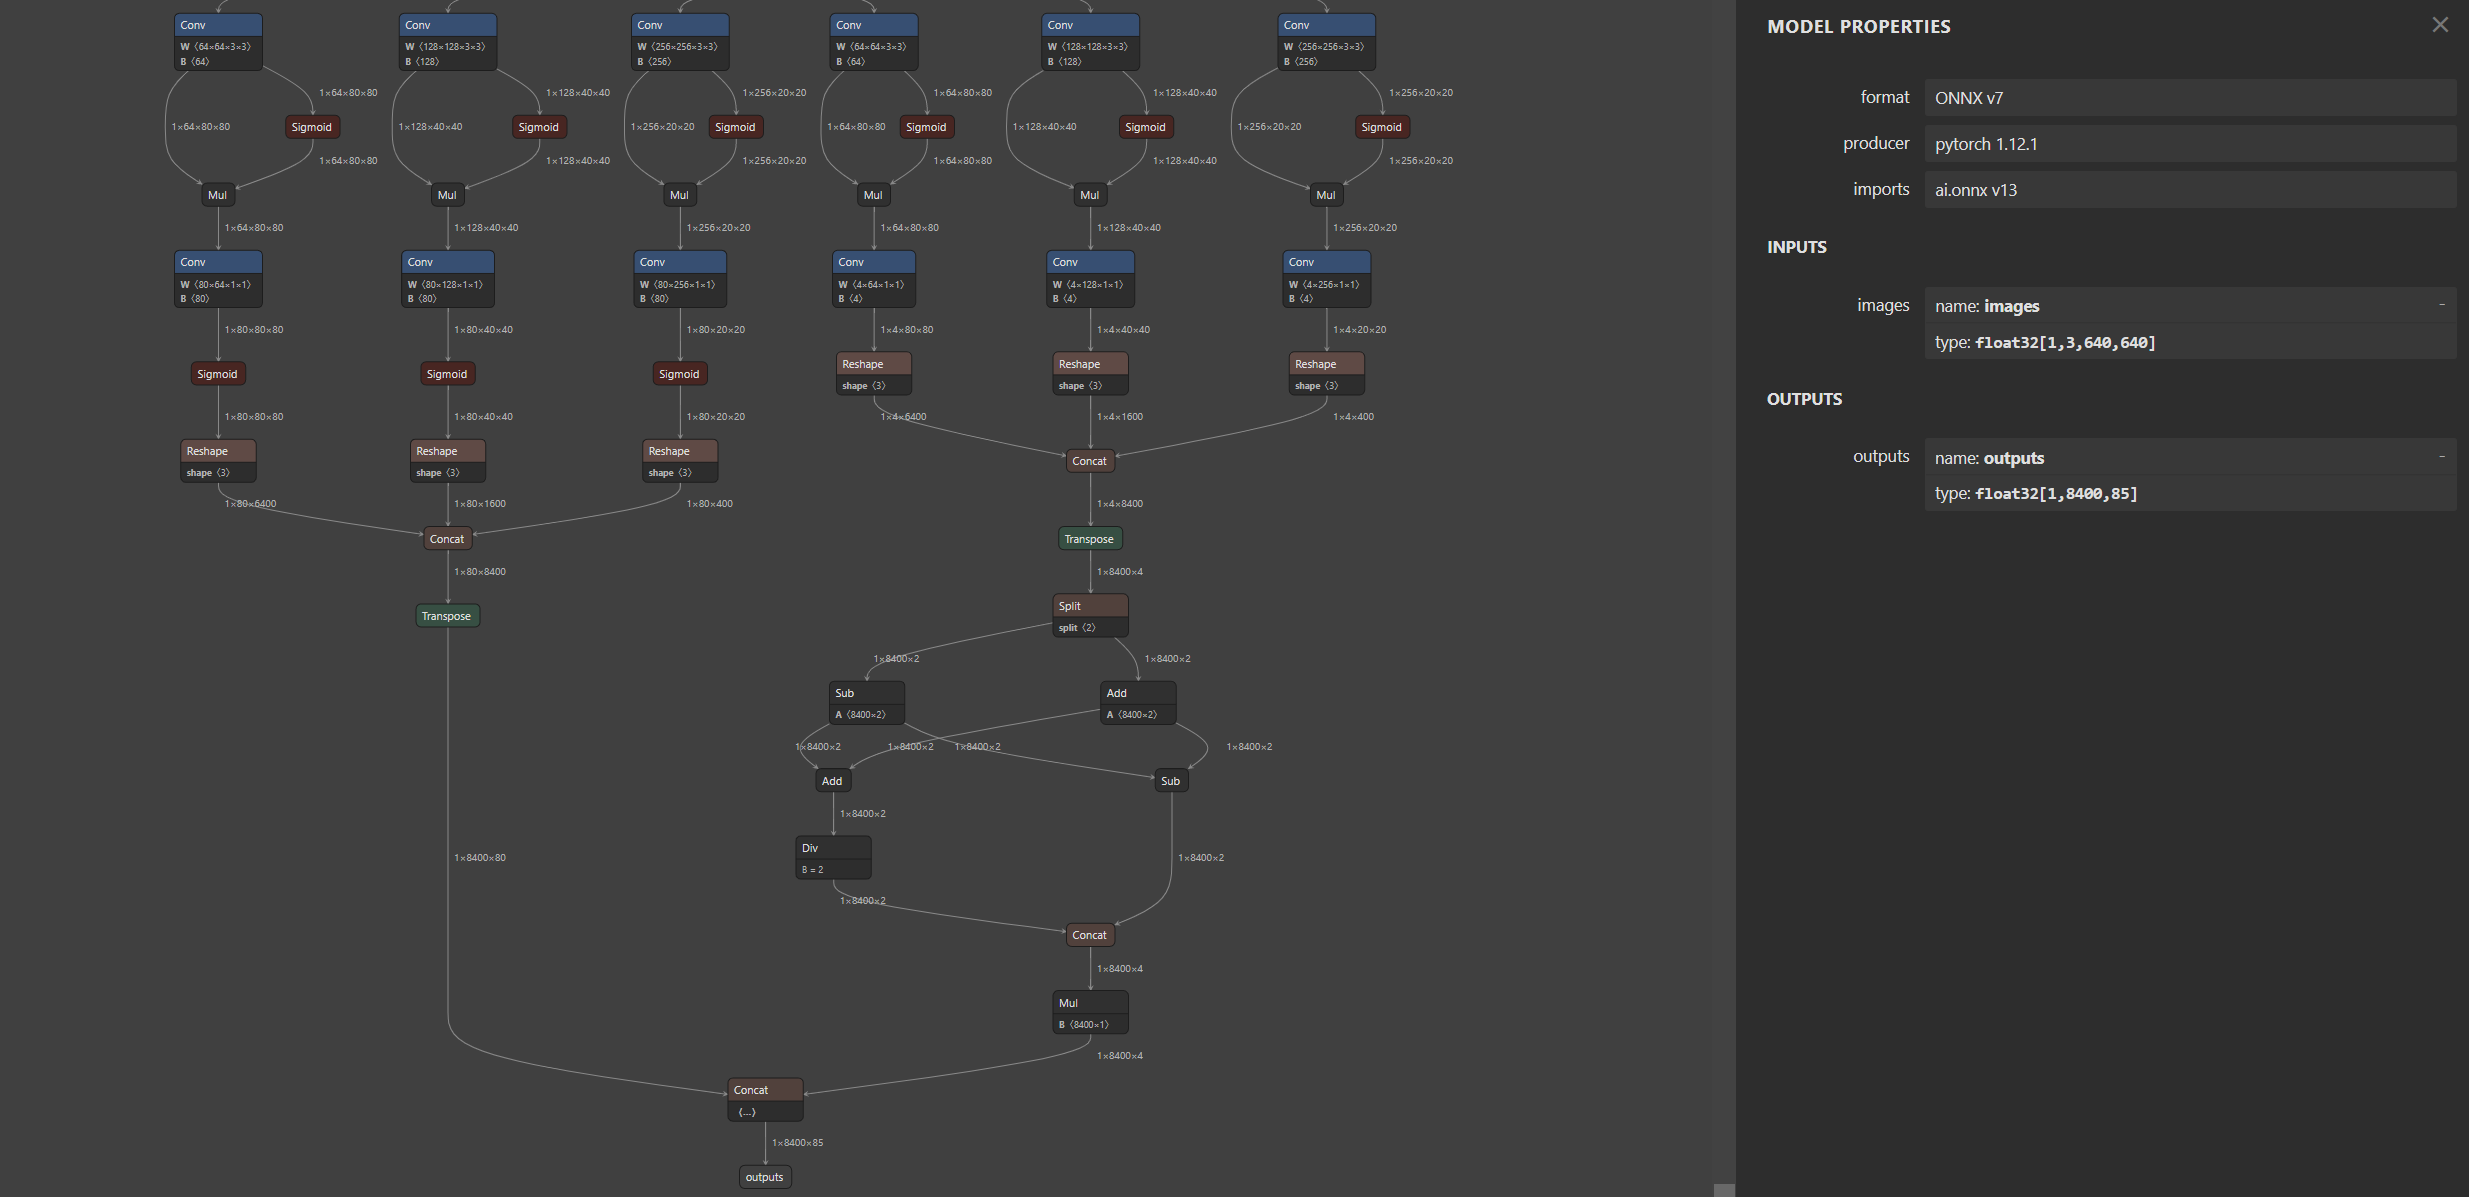 Conv
W ⟨64×64×3×3⟩
B ⟨64⟩
Conv
W ⟨128×128×3×3⟩
B ⟨128⟩
Conv
W ⟨256×256×3×3⟩
B ⟨256⟩
Conv
W ⟨64×64×3×3⟩
B ⟨64⟩
Conv
W ⟨128×128×3×3⟩
B ⟨128⟩
Conv
W ⟨256×256×3×3⟩
B ⟨256⟩
1×64×80×80
1×128×40×40
1×256×20×20
1×64×80×80
1×128×40×40
1×256×20×20
1×64×80×80
Sigmoid
1×128×40×40
Sigmoid
1×256×20×20
Sigmoid
1×64×80×80
Sigmoid
1×128×40×40
Sigmoid
1×256×20×20
Sigmoid
1×64×80×80
1×128×40×40
1×256×20×20
1×64×80×80
1×128×40×40
1×256×20×20
Mul
Mul
Mul
Mul
Mul
Mul
1×64×80×80
1×128×40×40
1×256×20×20
1×64×80×80
1×128×40×40
1×256×20×20
Conv
W ⟨80×64×1×1⟩
B ⟨80⟩
Conv
W ⟨80×128×1×1⟩
B ⟨80⟩
Conv
W ⟨80×256×1×1⟩
B ⟨80⟩
Conv
W ⟨4×64×1×1⟩
B ⟨4⟩
Conv
W ⟨4×128×1×1⟩
B ⟨4⟩
Conv
W ⟨4×256×1×1⟩
B ⟨4⟩
1×80×80×80
1×80×40×40
1×80×20×20
1×4×80×80
1×4×40×40
1×4×20×20
Sigmoid
Sigmoid
Sigmoid
Reshape
shape ⟨3⟩
Reshape
shape ⟨3⟩
Reshape
shape ⟨3⟩
1×80×80×80
1×80×40×40
1×80×20×20
1×4×6400
1×4×1600
1×4×400
Reshape
shape ⟨3⟩
Reshape
shape ⟨3⟩
Reshape
shape ⟨3⟩
Concat
1×80×6400
1×80×1600
1×80×400
1×4×8400
Concat
Transpose
1×80×8400
1×8400×4
Transpose
Split
split ⟨2⟩
1×8400×2
1×8400×2
Sub
A ⟨8400×2⟩
Add
A ⟨8400×2⟩
1×8400×2
1×8400×2
1×8400×2
1×8400×2
Add
Sub
1×8400×2
Div
B = 2
1×8400×80
1×8400×2
1×8400×2
Concat
1×8400×4
Mul
B ⟨8400×1⟩
1×8400×4
Concat
⟨...⟩
1×8400×85
outputs
MODEL PROPERTIES
×
format
ONNX v7
producer
pytorch 1.12.1
imports
ai.onnx v13
INPUTS
images
name: images
-
type: float32[1,3,640,640]
OUTPUTS
outputs
name: outputs
-
type: float32[1,8400,85]